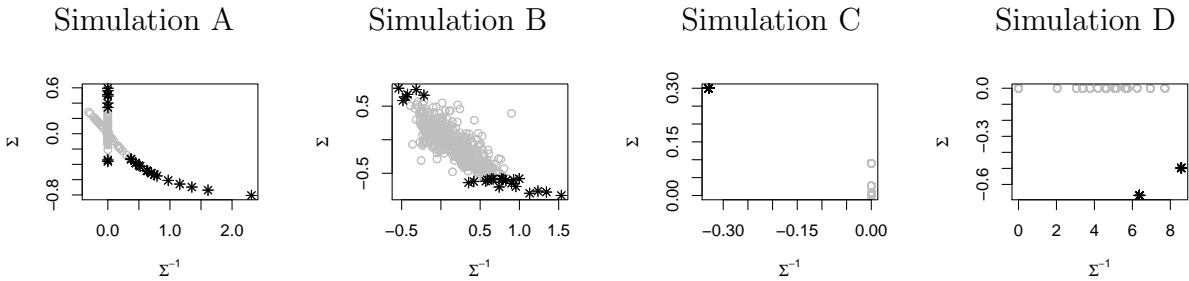 Simulation A Simulation B Simulation C Simulation D
0.6 0.0 −0.8 Σ 0.0 1.0 2.0 Σ⁻¹
0.5 −0.5 Σ −0.5 0.5 1.0 1.5 Σ⁻¹
0.30 0.15 0.00 Σ −0.30 −0.15 0.00 Σ⁻¹
0.0 −0.3 −0.6 Σ 0 2 4 6 8 Σ⁻¹